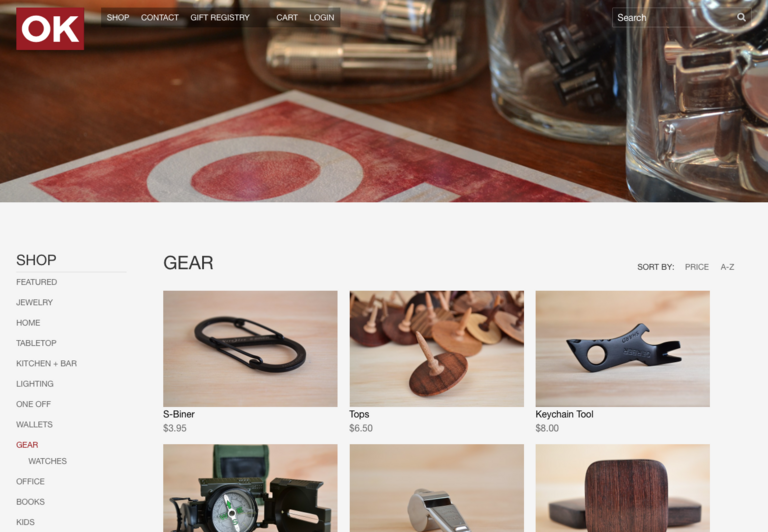 OK
SHOP CONTACT GIFT REGISTRY CART LOGIN
Search
SHOP
FEATURED
JEWELRY
HOME
TABLETOP
KITCHEN + BAR
LIGHTING
ONE OFF
WALLETS
GEAR
WATCHES
OFFICE
BOOKS
KIDS
GEAR
SORT BY: PRICE A-Z
S-Biner
$3.95
Tops
$6.50
Keychain Tool
$8.00